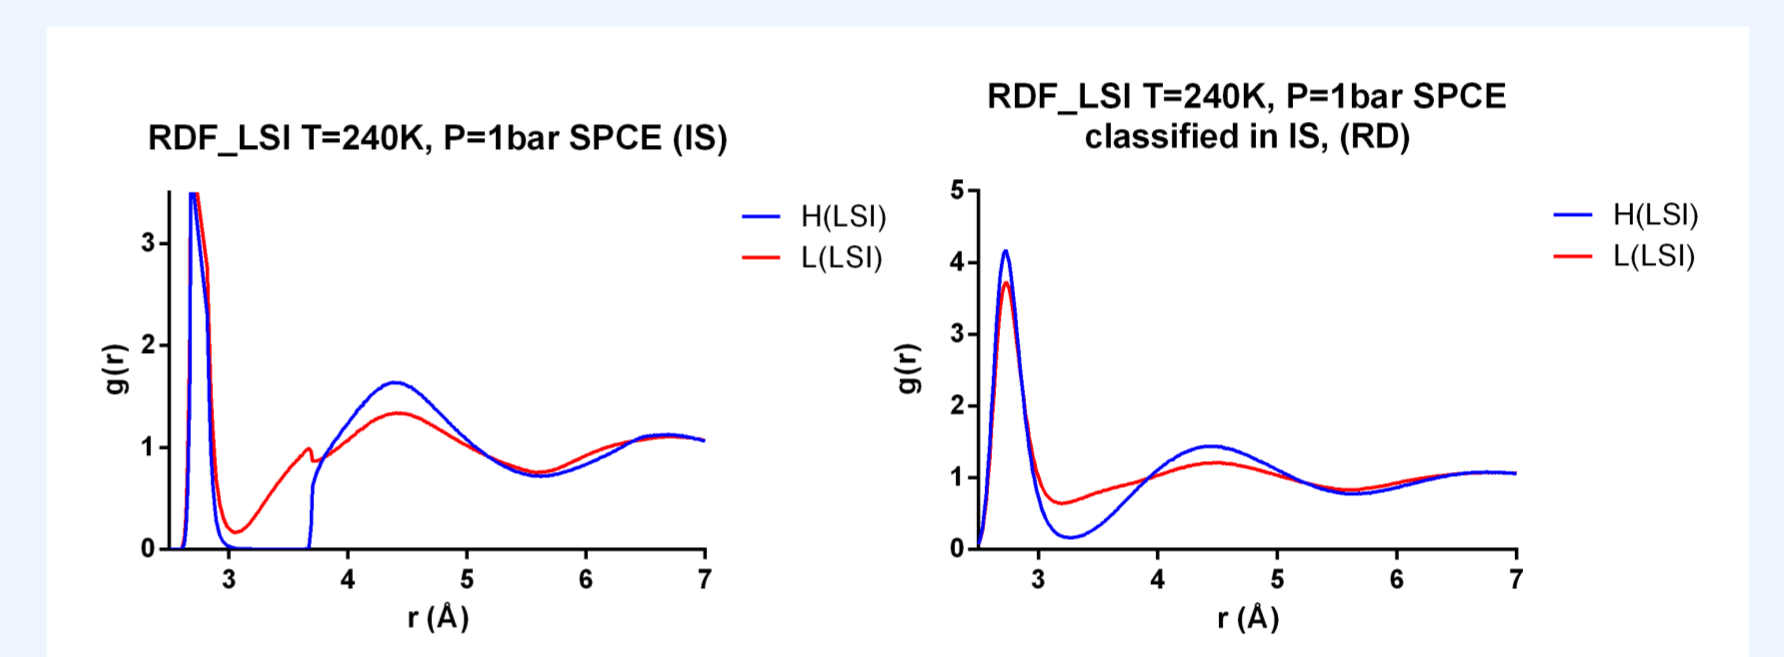 RDF_LSI T=240K, P=1bar SPCE (IS)
H(LSI)
L(LSI)
g(r)
3
2
1
0
3 4 5 6 7
r (Å)
RDF_LSI T=240K, P=1bar SPCE
classified in IS, (RD)
H(LSI)
L(LSI)
g(r)
5
4
3
2
1
0
3 4 5 6 7
r (Å)